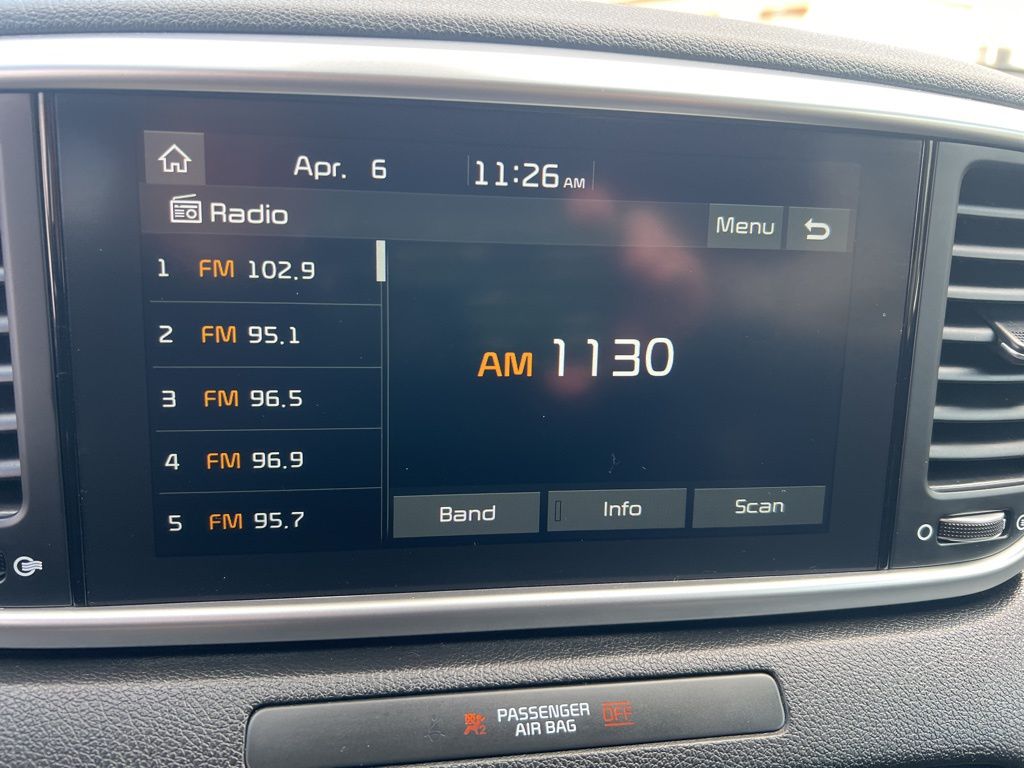 Apr. 6 11:26 AM
Radio Menu
1 FM 102.9
2 FM 95.1
3 FM 96.5
4 FM 96.9
5 FM 95.7
AM 1130
Band Info Scan
PASSENGER
AIR BAG OFF